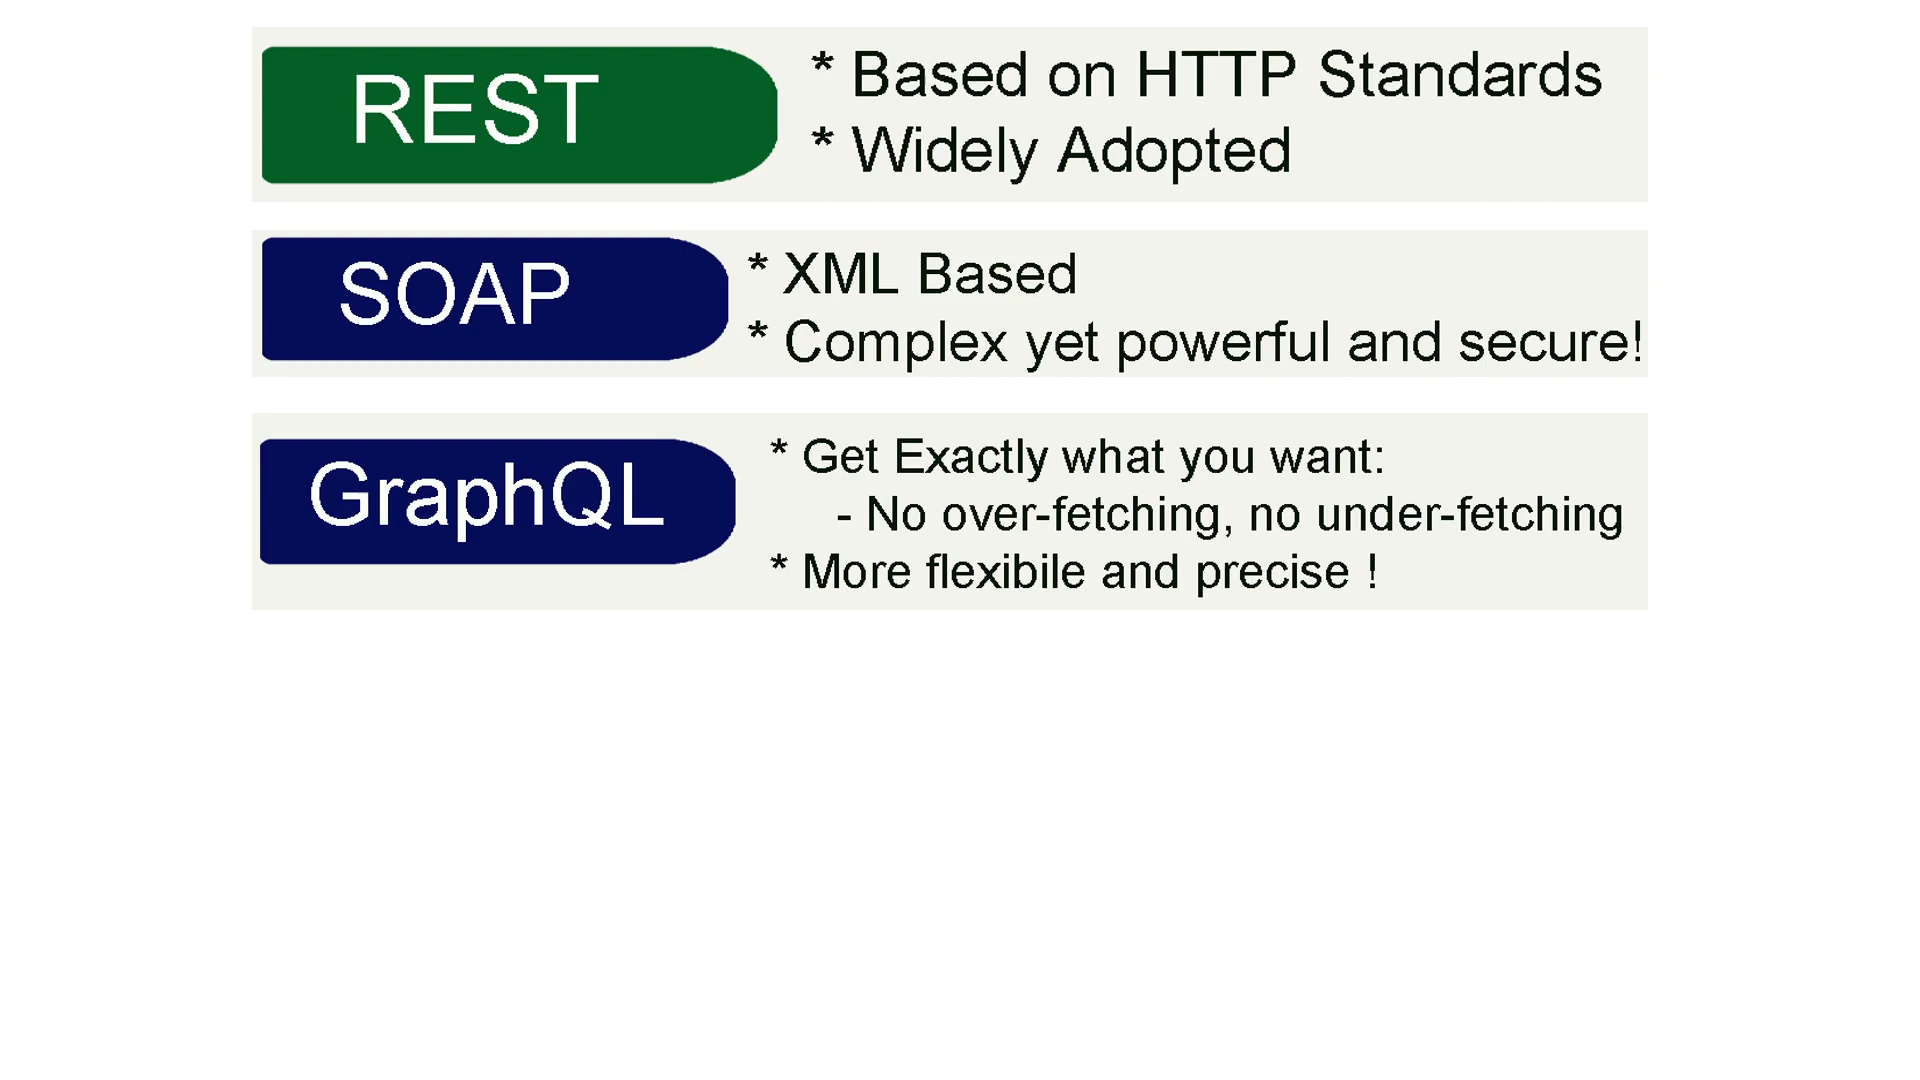 REST
* Based on HTTP Standards
* Widely Adopted
SOAP
* XML Based
* Complex yet powerful and secure!
GraphQL
* Get Exactly what you want:
- No over-fetching, no under-fetching
* More flexibile and precise !